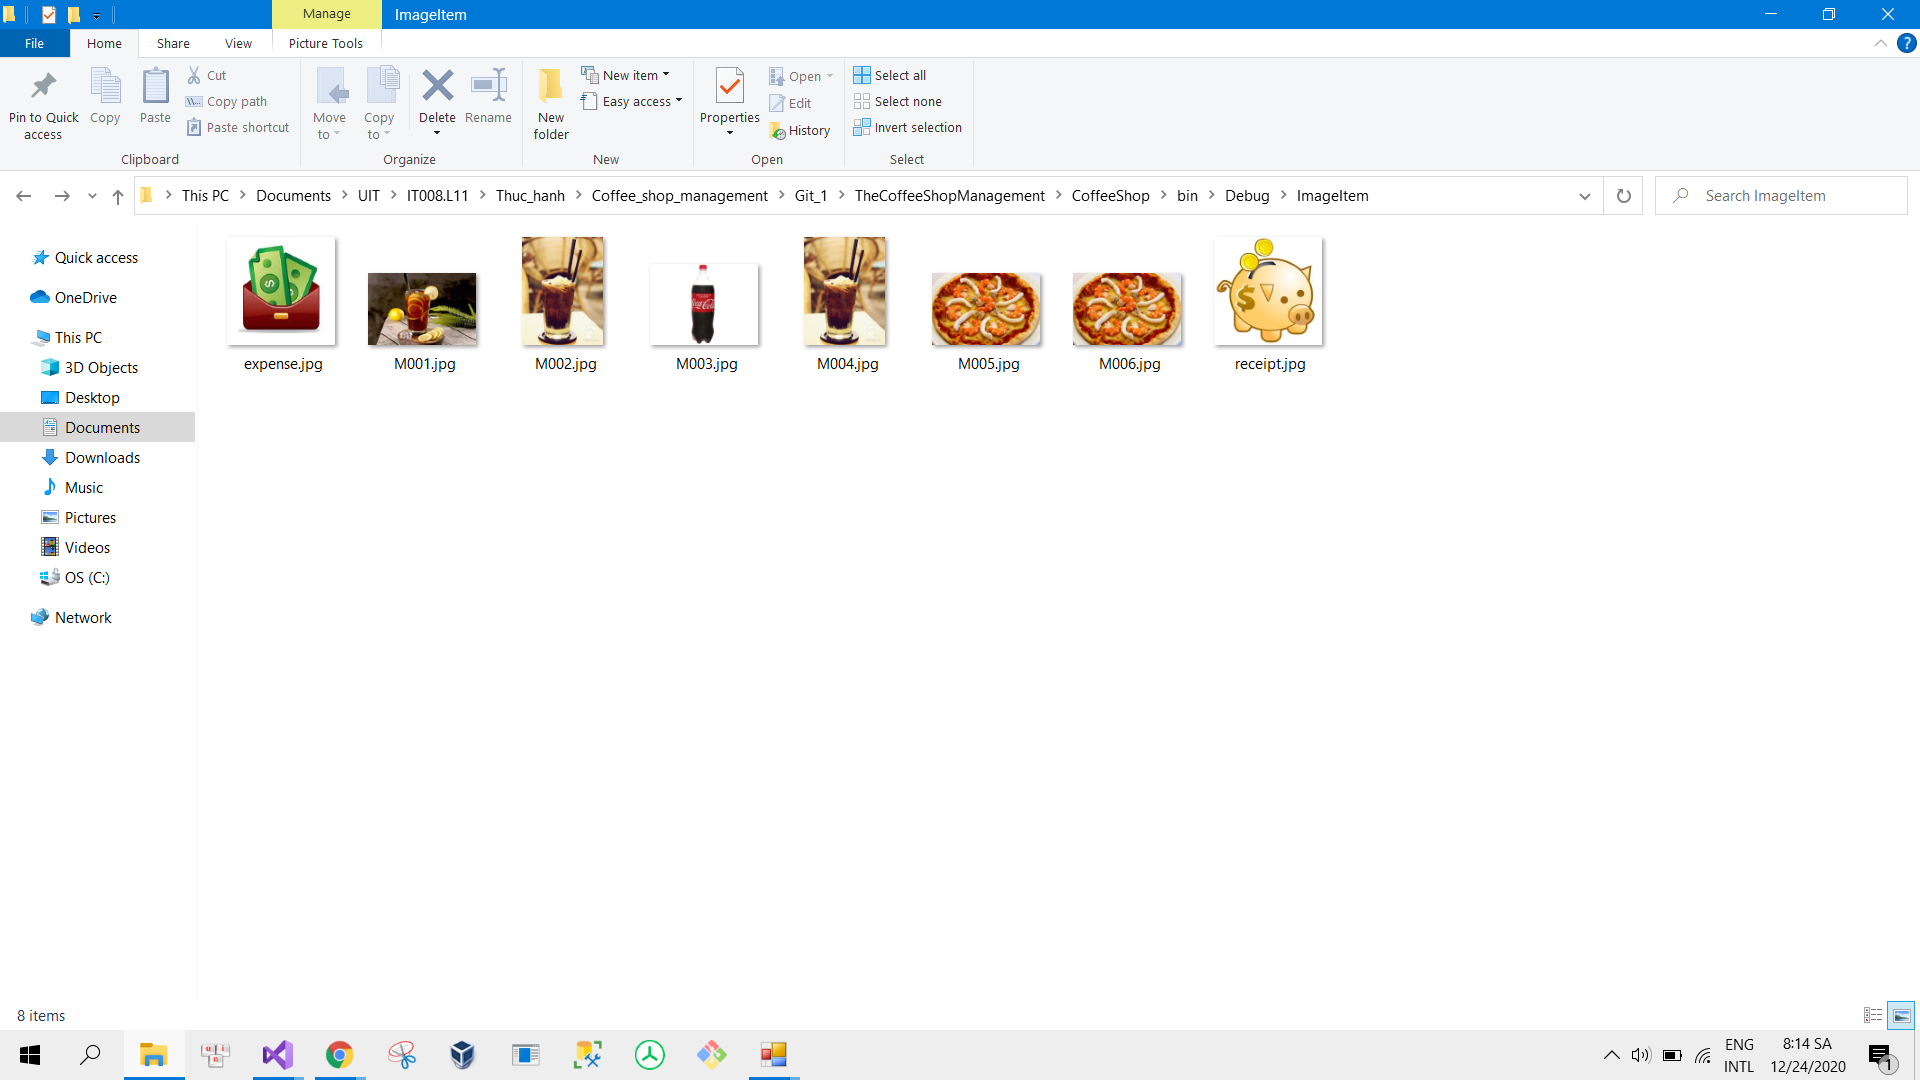 Manage
ImageItem
File
Home
Share
View
Picture Tools
Pin to Quick access
Copy
Paste
Cut
Copy path
Paste shortcut
Clipboard
Move to
Copy to
Delete
Rename
Organize
New folder
New item
Easy access
New
Properties
Open
Edit
History
Open
Select all
Select none
Invert selection
Select
This PC > Documents > UIT > IT008.L11 > Thuc_hanh > Coffee_shop_management > Git_1 > TheCoffeeShopManagement > CoffeeShop > bin > Debug > ImageItem
Search ImageItem
Quick access
OneDrive
This PC
3D Objects
Desktop
Documents
Downloads
Music
Pictures
Videos
OS (C:)
Network
expense.jpg
M001.jpg
M002.jpg
M003.jpg
M004.jpg
M005.jpg
M006.jpg
receipt.jpg
Coca-Cola
8 items
ENG
INTL
8:14 SA
12/24/2020
1